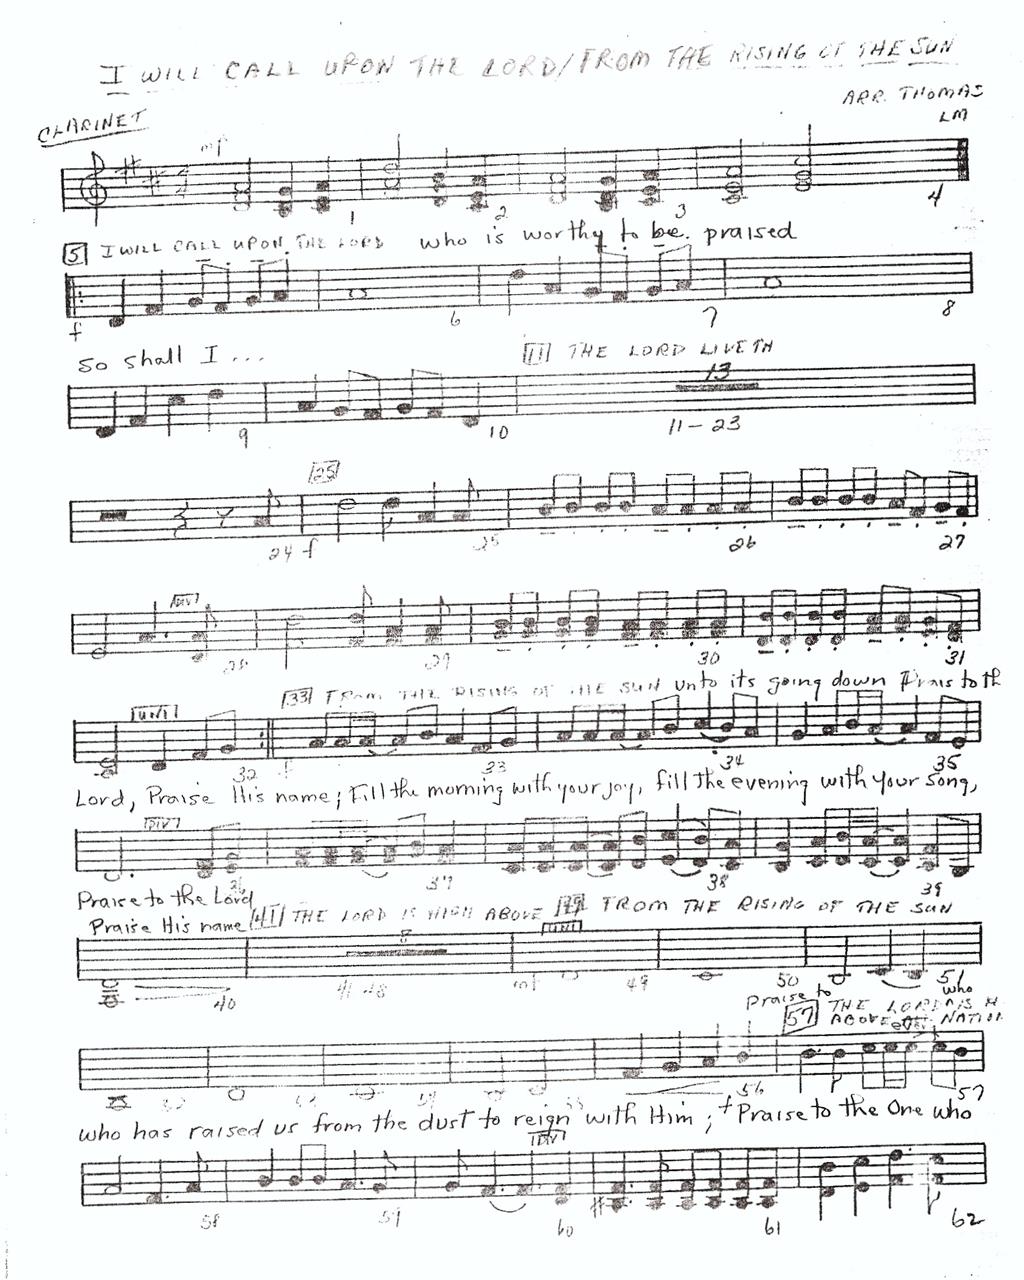 I WILL CALL UPON THE LORD/FROM THE RISING OF THE SUN
ARR. THOMAS
LM
CLARINET
mf
1 2 3 4
5 I WILL CALL UPON THE LORD who is worthy to be praised
f 6 7 8
So shall I ... 11 THE LORD LIVETH
13
9 10 11-23
25
24 f 25 26 27
DIV
28 29 30 31
33 FROM THE RISING OF THE SUN unto its going down Prais to th
UNI
32 f 33 34 35
Lord, Praise His name; Fill the morning with your joy, fill the evening with your song,
DIV
37 38 39
Praise to the Lord
Praise His name 41 THE LORD IS HIGH ABOVE 49 FROM THE RISING OF THE SUN
8 UNI
40 41-48 mf 49 50 51
Praise to who
57 THE LORD IS H
ABOVE NATION
56 57
who has raised us from the dust to reign with Him; + Praise to the One who
DIV
58 59 60 61 62